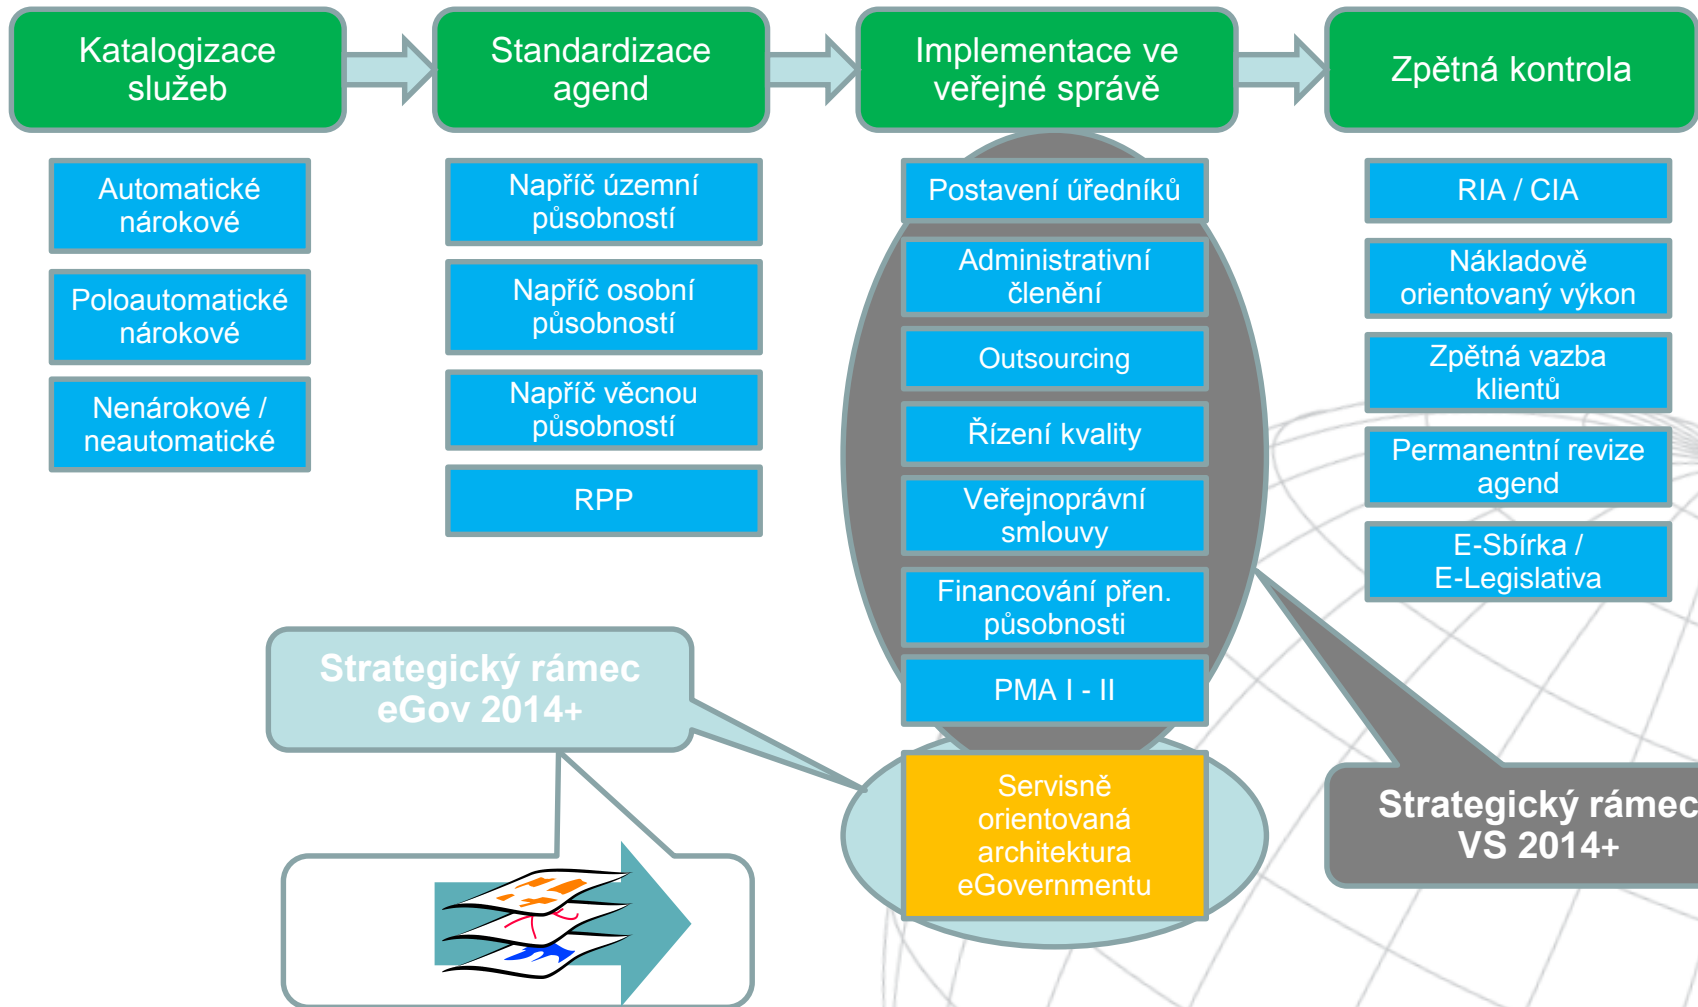 Katalogizace
služeb
Standardizace
agend
Implementace ve
veřejné správě
Zpětná kontrola
Automatické
nárokové
Poloautomatické
nárokové
Nenárokové /
neautomatické
Napříč územní
působností
Napříč osobní
působností
Napříč věcnou
působností
RPP
Postavení úředníků
Administrativní
členění
Outsourcing
Řízení kvality
Veřejnoprávní
smlouvy
Financování přen.
působnosti
PMA I - II
Servisně
orientovaná
architektura
eGovernmentu
RIA / CIA
Nákladově
orientovaný výkon
Zpětná vazba
klientů
Permanentní revize
agend
E-Sbírka /
E-Legislativa
Strategický rámec
eGov 2014+
Strategický rámec
VS 2014+